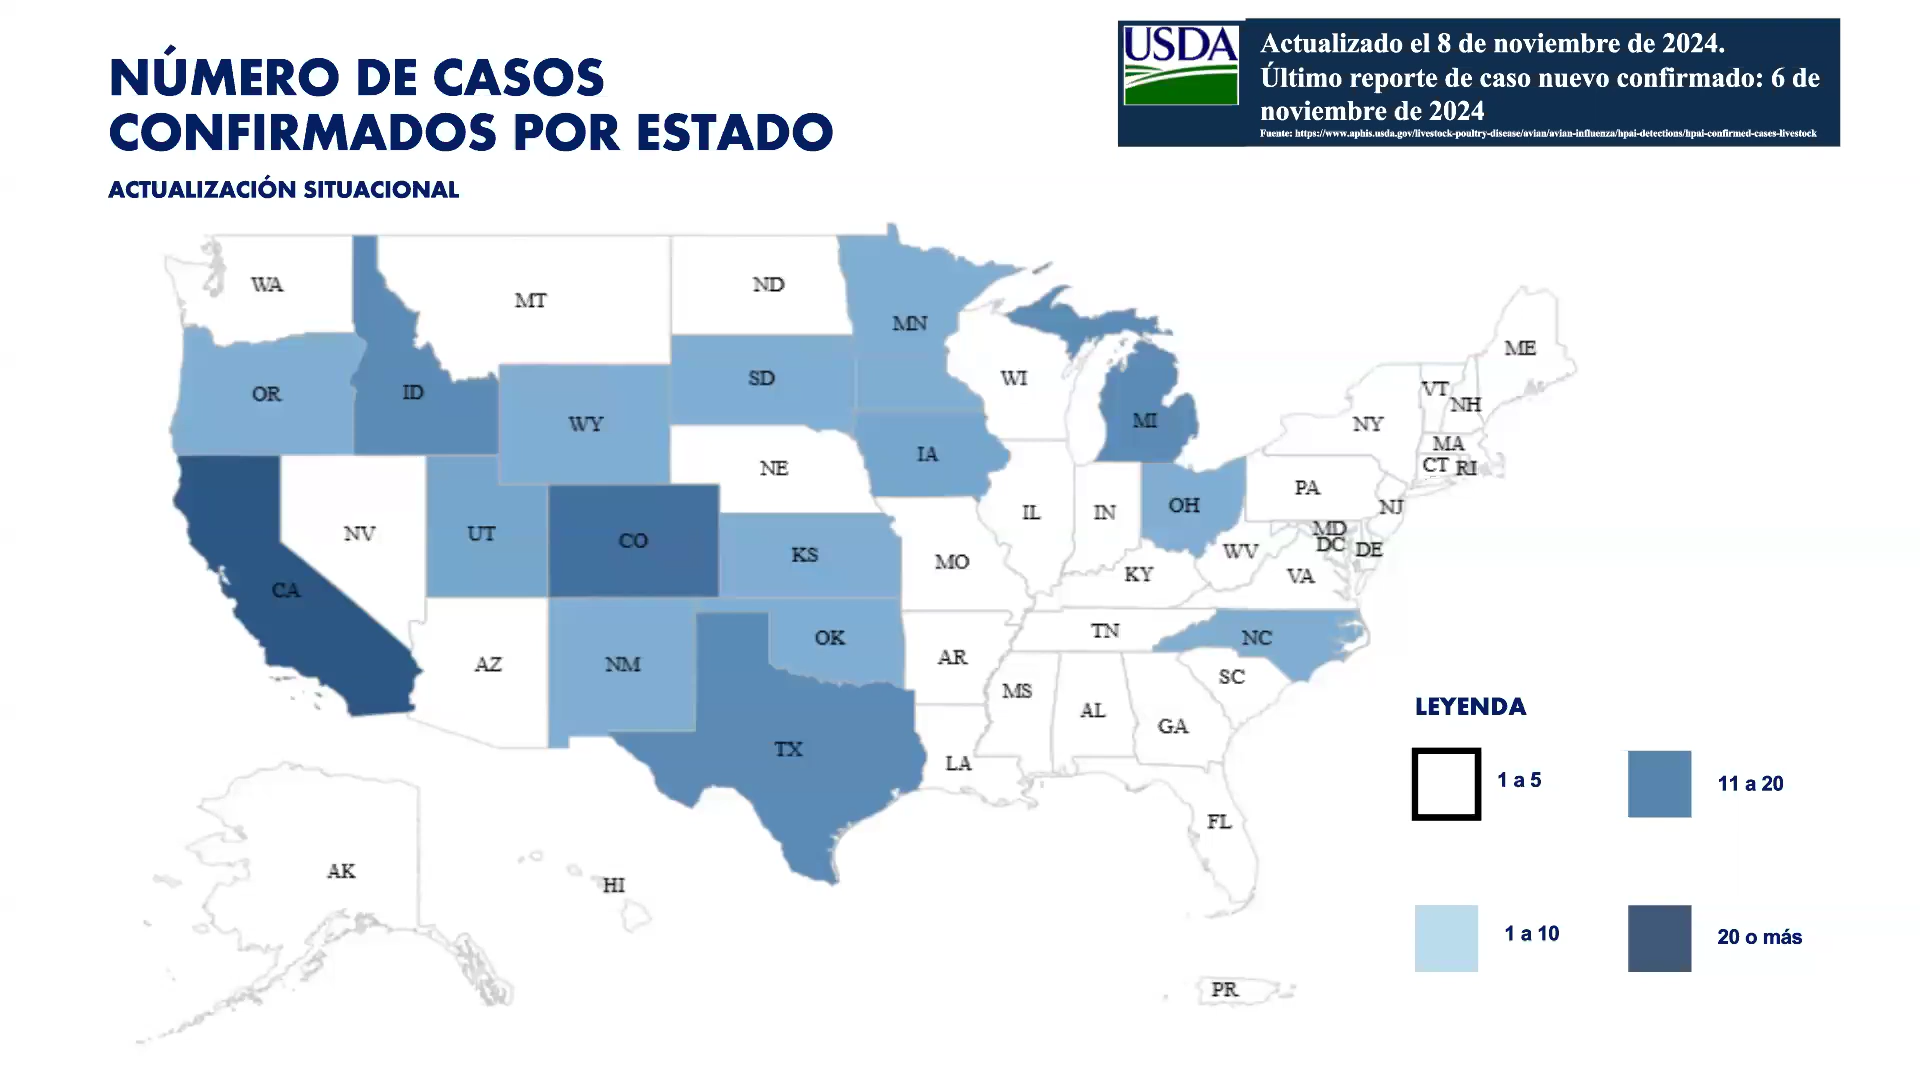 NÚMERO DE CASOS
CONFIRMADOS POR ESTADO
ACTUALIZACIÓN SITUACIONAL
USDA
Actualizado el 8 de noviembre de 2024.
Último reporte de caso nuevo confirmado: 6 de
noviembre de 2024
Fuente: https://www.aphis.usda.gov/livestock-poultry-disease/avian/avian-influenza/hpai-detections/hpai-confirmed-cases-livestock
WA
MT
ND
MN
OR
ID
WY
SD
WI
MI
ME
VT
NH
NY
MA
CT
RI
NE
IA
PA
NJ
NV
UT
CO
KS
MO
IL
IN
OH
WV
MD
DC
DE
VA
KY
CA
AZ
NM
OK
AR
TN
NC
SC
MS
AL
GA
TX
LA
FL
AK
HI
PR
LEYENDA
1 a 5
11 a 20
1 a 10
20 o más